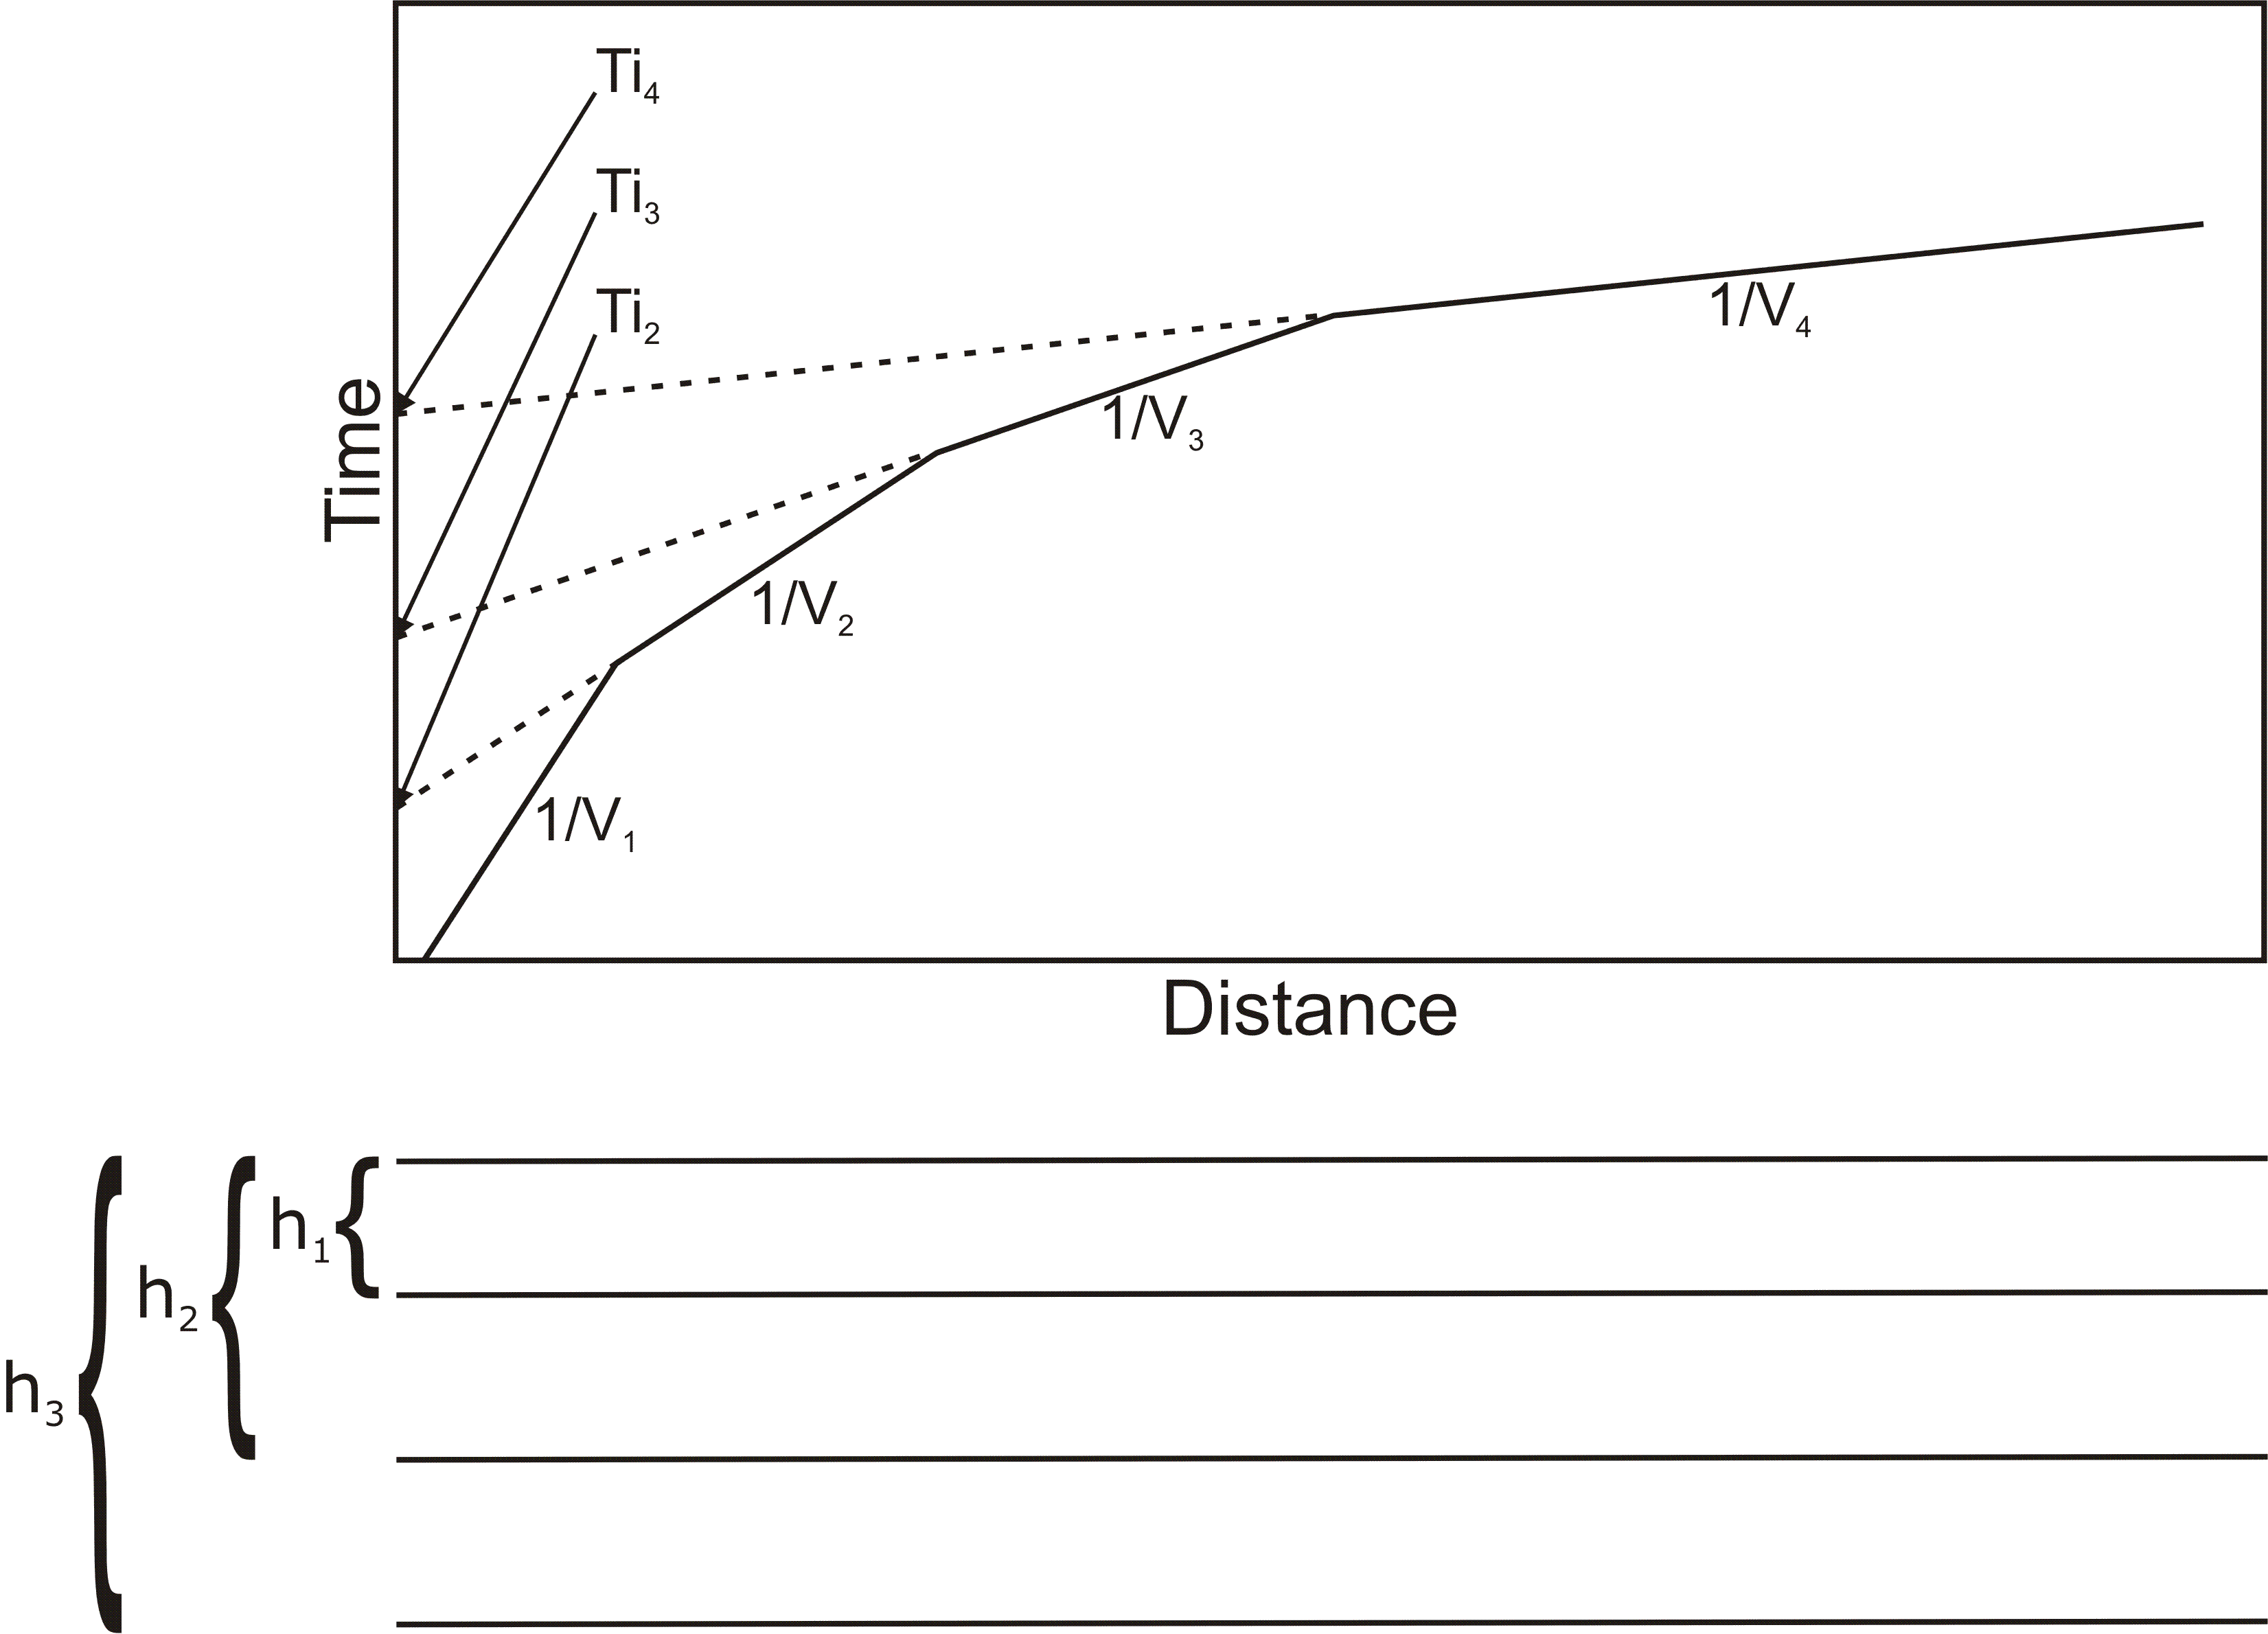 Ti4
Ti3
Ti2
Time
1/V4
1/V3
1/V2
1/V1
Distance
h1
h2
h3